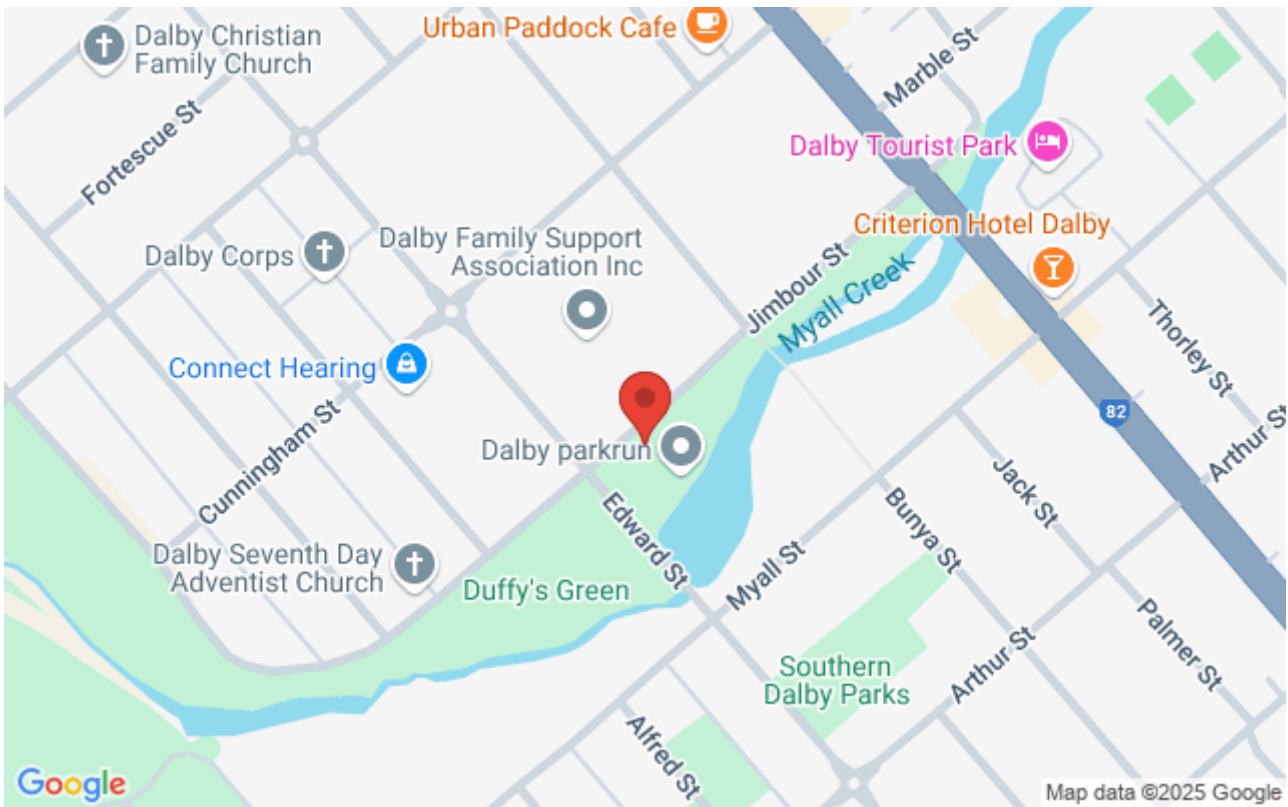 Urban Paddock Cafe
Dalby Christian
Family Church
Marble St
Fortescue St
Dalby Tourist Park
Criterion Hotel Dalby
Dalby Family Support
Association Inc
Dalby Corps
Jimbour St
Myall Creek
Thorley St
Connect Hearing
82
Arthur St
Cunningham St
Dalby parkrun
Jack St
Bunya St
Edward St
Dalby Seventh Day
Adventist Church
Duffy's Green
Myall St
Palmer St
Southern
Dalby Parks
Arthur St
Alfred St
Google
Map data ©2025 Google